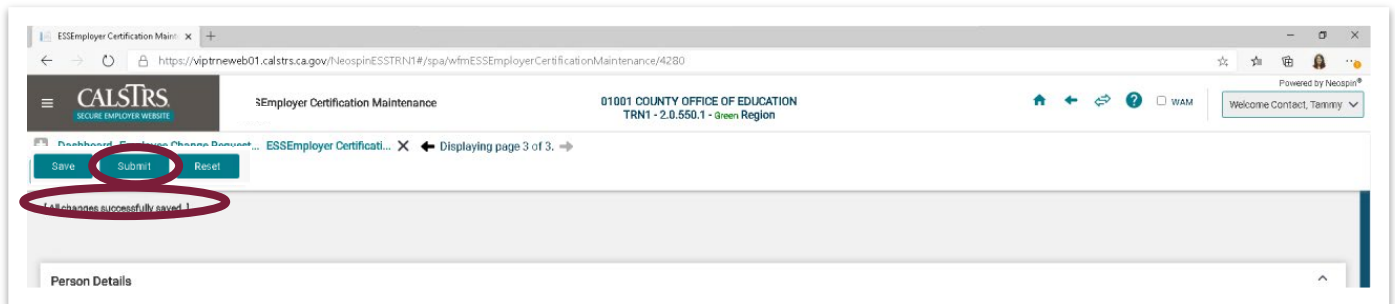 ESSEmployer Certification Maint
https://viptrneweb01.calstrs.ca.gov/NeospinESSTRN1#/spa/wfmESSEmployerCertificationMaintenance/4280
Powered by Neospin®
CALSTRS
SECURE EMPLOYER WEBSITE
SEmployer Certification Maintenance
01001 COUNTY OFFICE OF EDUCATION
TRN1 - 2.0.550.1 - Green Region
WAM
Welcome Contact, Tammy
Dashboard Employee Change Request... ESSEmployer Certificati... Displaying page 3 of 3.
Save Submit Reset
[ All changes successfully saved. ]
Person Details